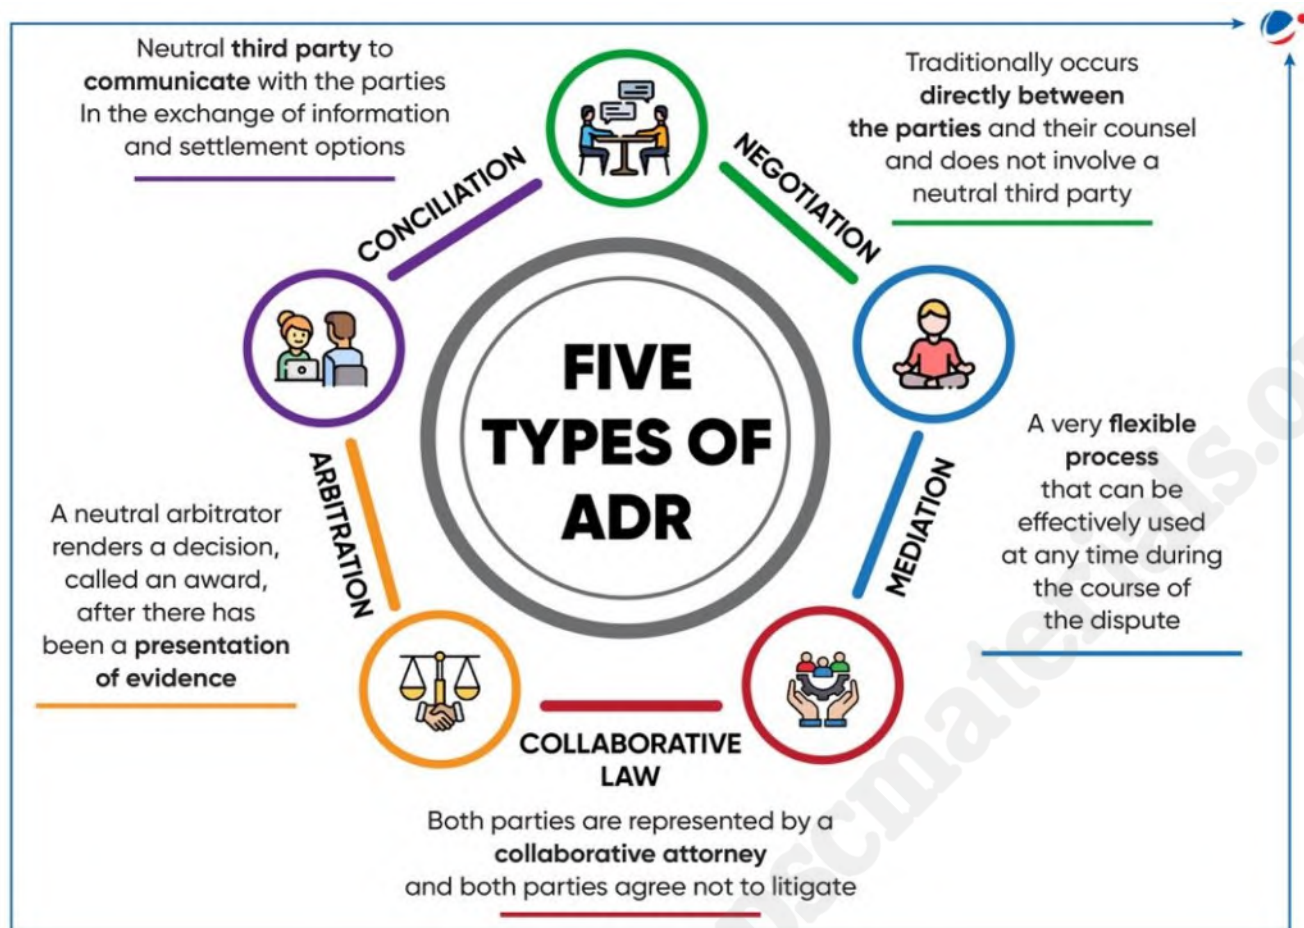 Neutral third party to
communicate with the parties
In the exchange of information
and settlement options
CONCILIATION
Traditionally occurs
directly between
the parties and their counsel
and does not involve a
neutral third party
NEGOTIATION
FIVE
TYPES OF
ADR
A very flexible
process
that can be
effectively used
at any time during
the course of
the dispute
MEDIATION
A neutral arbitrator
renders a decision,
called an award,
after there has
been a presentation
of evidence
ARBITRATION
COLLABORATIVE
LAW
Both parties are represented by a
collaborative attorney
and both parties agree not to litigate